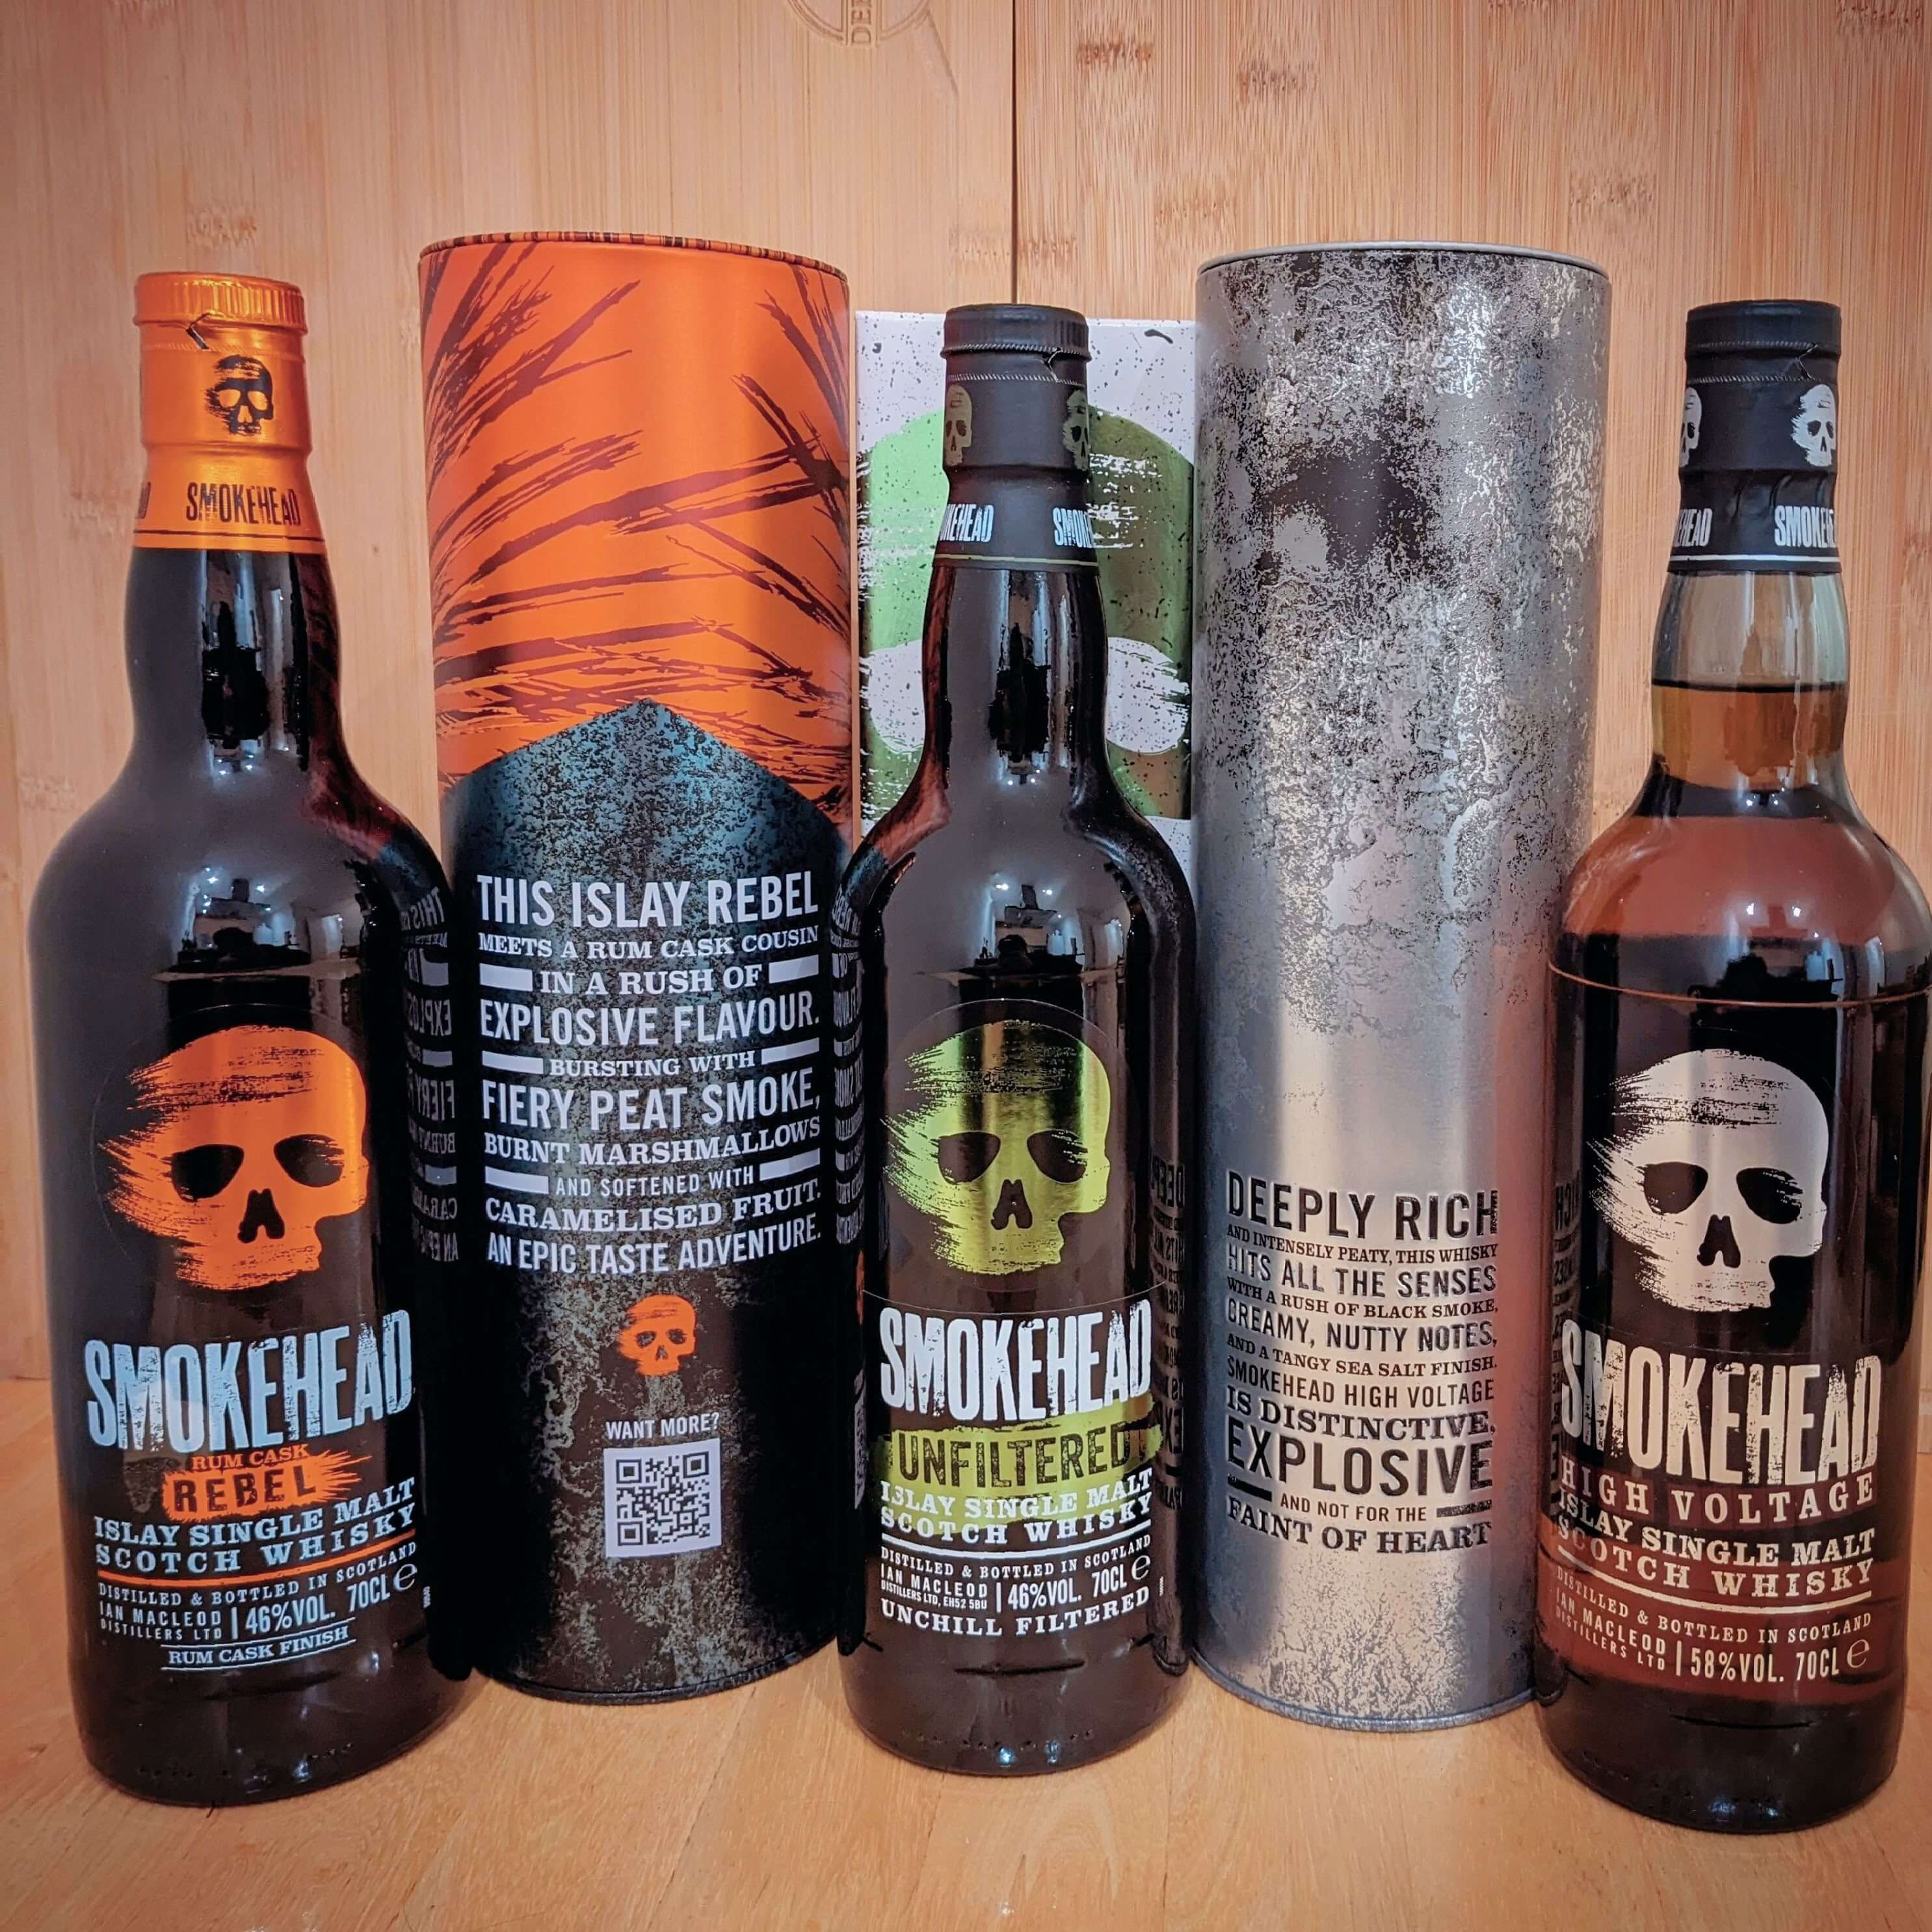 SMOKEHEAD
SMOKEHEAD
RUM CASK
REBEL
ISLAY SINGLE MALT
SCOTCH WHISKY
DISTILLED & BOTTLED IN SCOTLAND
IAN MACLEOD
DISTILLERS LTD
46%VOL. 70CL e
RUM CASK FINISH
THIS ISLAY REBEL
MEETS A RUM CASK COUSIN
IN A RUSH OF
EXPLOSIVE FLAVOUR.
BURSTING WITH
FIERY PEAT SMOKE,
BURNT MARSHMALLOWS
AND SOFTENED WITH
CARAMELISED FRUIT.
AN EPIC TASTE ADVENTURE.
WANT MORE?
SMOKEHEAD
UNFILTERED
ISLAY SINGLE MALT
SCOTCH WHISKY
DISTILLED & BOTTLED IN SCOTLAND
IAN MACLEOD
DISTILLERS LTD, EH52 5BU
46%VOL. 70CL e
UNCHILL FILTERED
DEEPLY RICH
AND INTENSELY PEATY, THIS WHISKY
HITS ALL THE SENSES
WITH A RUSH OF BLACK SMOKE,
CREAMY, NUTTY NOTES,
AND A TANGY SEA SALT FINISH.
SMOKEHEAD HIGH VOLTAGE
IS DISTINCTIVE,
EXPLOSIVE
AND NOT FOR THE
FAINT OF HEART
SMOKEHEAD
HIGH VOLTAGE
ISLAY SINGLE MALT
SCOTCH WHISKY
DISTILLED & BOTTLED IN SCOTLAND
IAN MACLEOD
DISTILLERS LTD
58%VOL. 70CL e